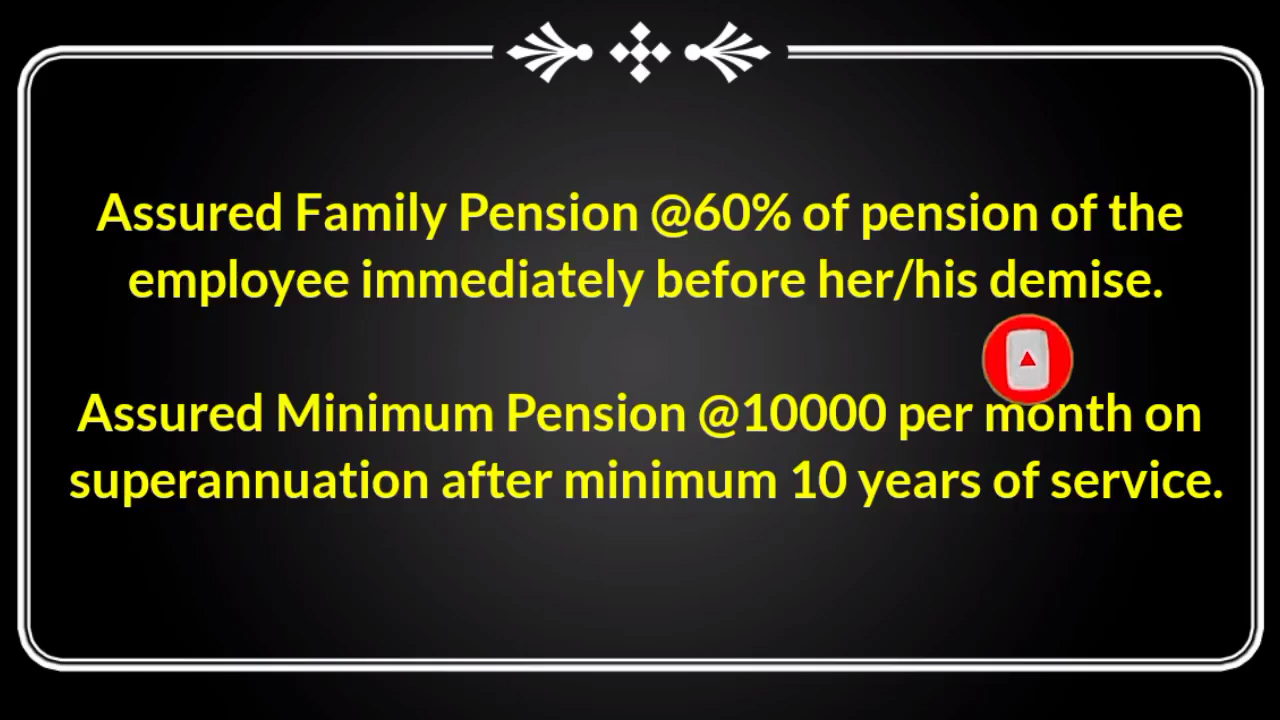 Assured Family Pension @60% of pension of the
employee immediately before her/his demise.
Assured Minimum Pension @10000 per month on
superannuation after minimum 10 years of service.